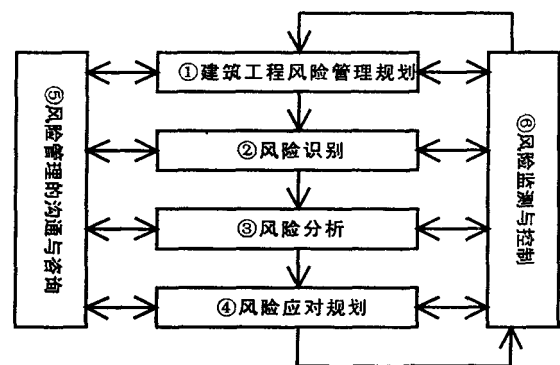 ①建筑工程风险管理规划
②风险识别
③风险分析
④风险应对规划
⑤风险管理的沟通与咨询
⑥风险监测与控制